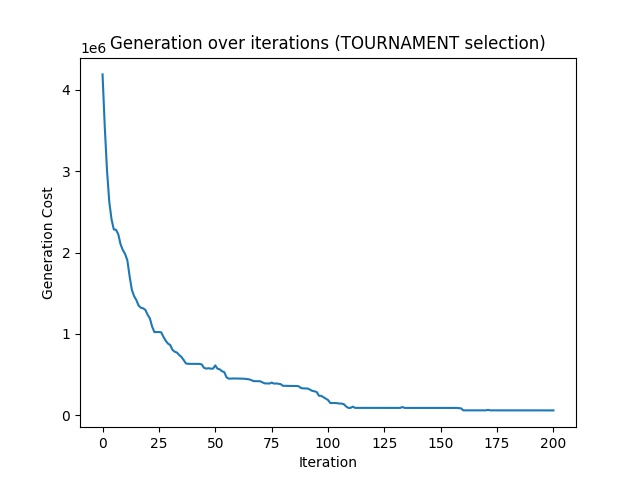 Generation over iterations (TOURNAMENT selection)
1e6
4
3
2
1
0
Generation Cost
0 25 50 75 100 125 150 175 200
Iteration